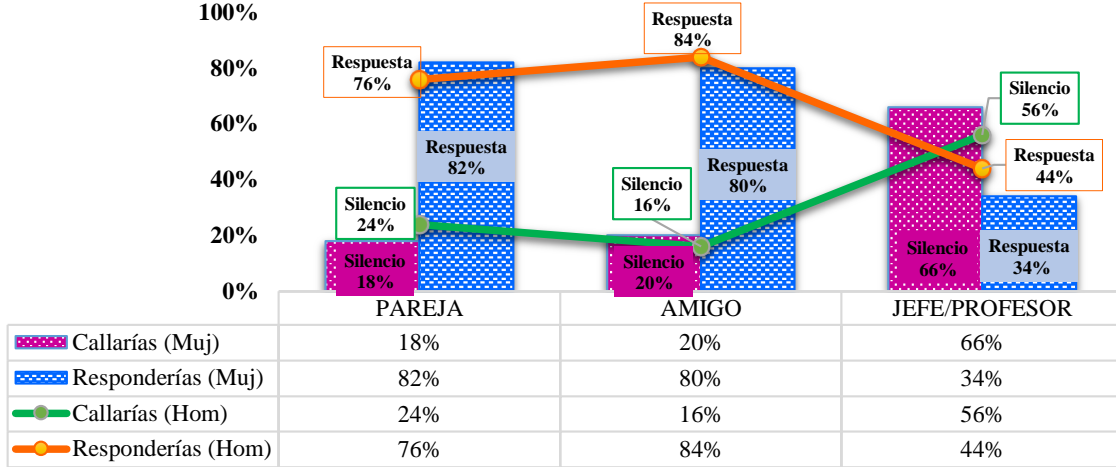 100%
80%
60%
40%
20%
0%
Respuesta
76%
Respuesta
82%
Silencio
24%
Silencio
18%
Respuesta
84%
Respuesta
80%
Silencio
16%
Silencio
20%
Silencio
56%
Respuesta
44%
Silencio
66%
Respuesta
34%
PAREJA AMIGO JEFE/PROFESOR
Callarías (Muj) 18% 20% 66%
Responderías (Muj) 82% 80% 34%
Callarías (Hom) 24% 16% 56%
Responderías (Hom) 76% 84% 44%